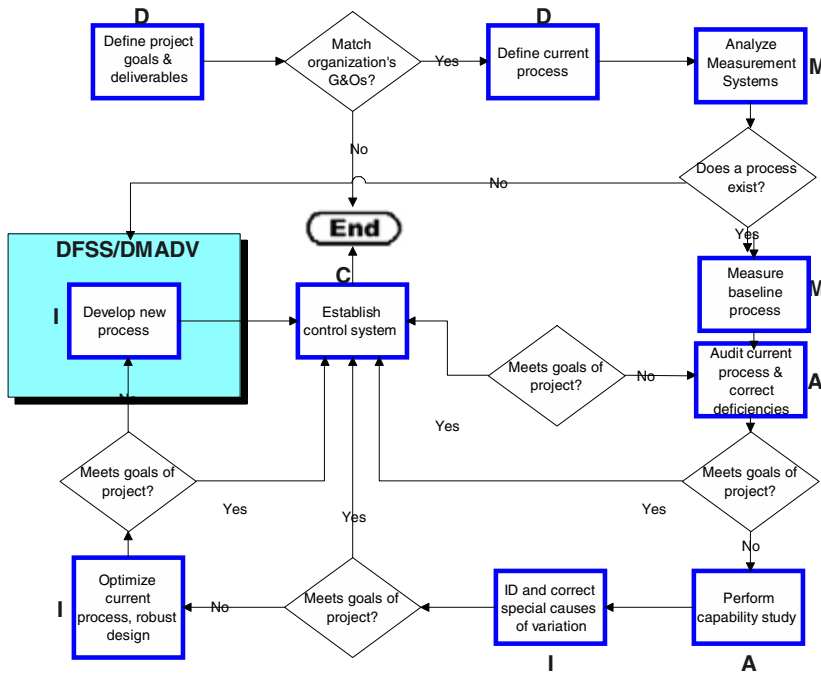 D
Define project
goals &
deliverables
Match
organization's
G&Os?
Yes
D
Define current
process
Analyze
Measurement
Systems
M
No
Does a process
exist?
No
Yes
End
DFSS/DMADV
I
Develop new
process
C
Establish
control system
Measure
baseline
process
M
Meets goals of
project?
No
Audit current
process &
correct
deficiencies
A
Yes
No
Meets goals of
project?
Yes
Yes
Meets goals of
project?
Yes
No
I
Optimize
current
process, robust
design
No
Meets goals of
project?
ID and correct
special causes
of variation
I
Perform
capability study
A